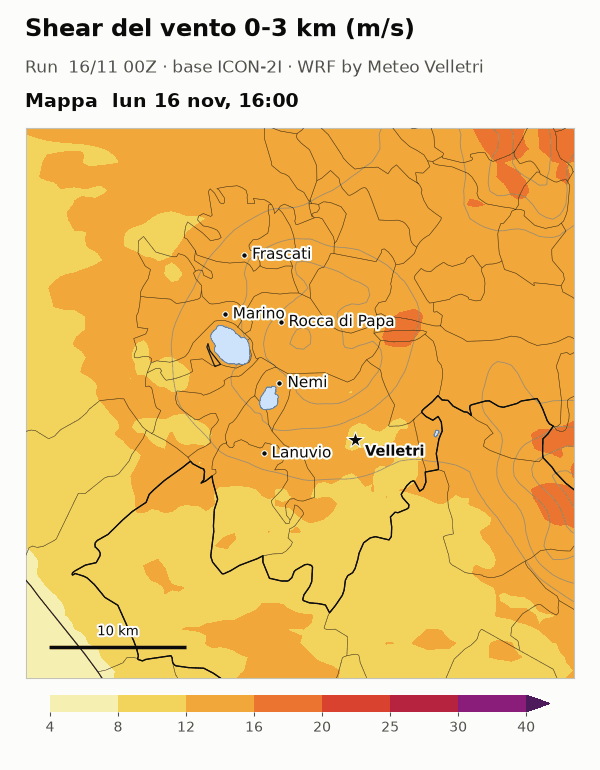 Shear del vento 0-3 km (m/s)
Run  16/11 00Z · base ICON-2I · WRF by Meteo Velletri
Mappa  lun 16 nov, 16:00
Frascati
Marino
Rocca di Papa
Nemi
Velletri
Lanuvio
10 km
4 8 12 16 20 25 30 40